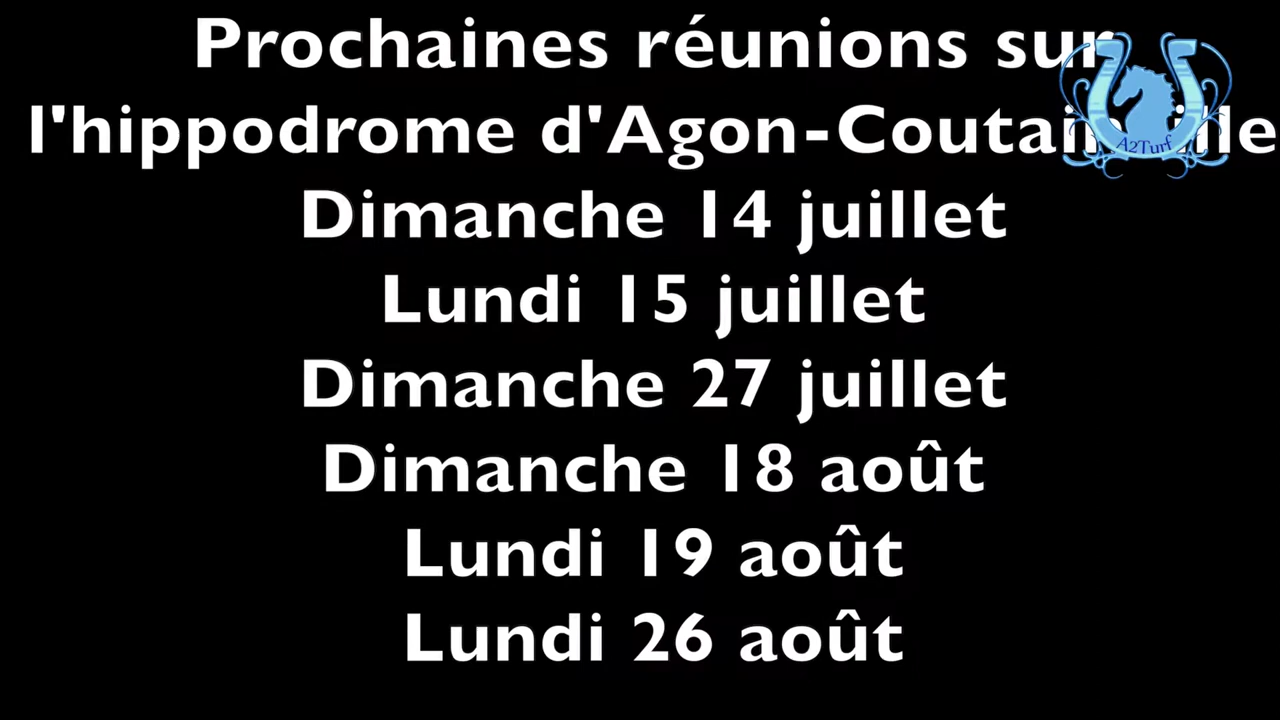 Prochaines réunions sur
l'hippodrome d'Agon-Coutainville
Dimanche 14 juillet
Lundi 15 juillet
Dimanche 27 juillet
Dimanche 18 août
Lundi 19 août
Lundi 26 août
A2Turf